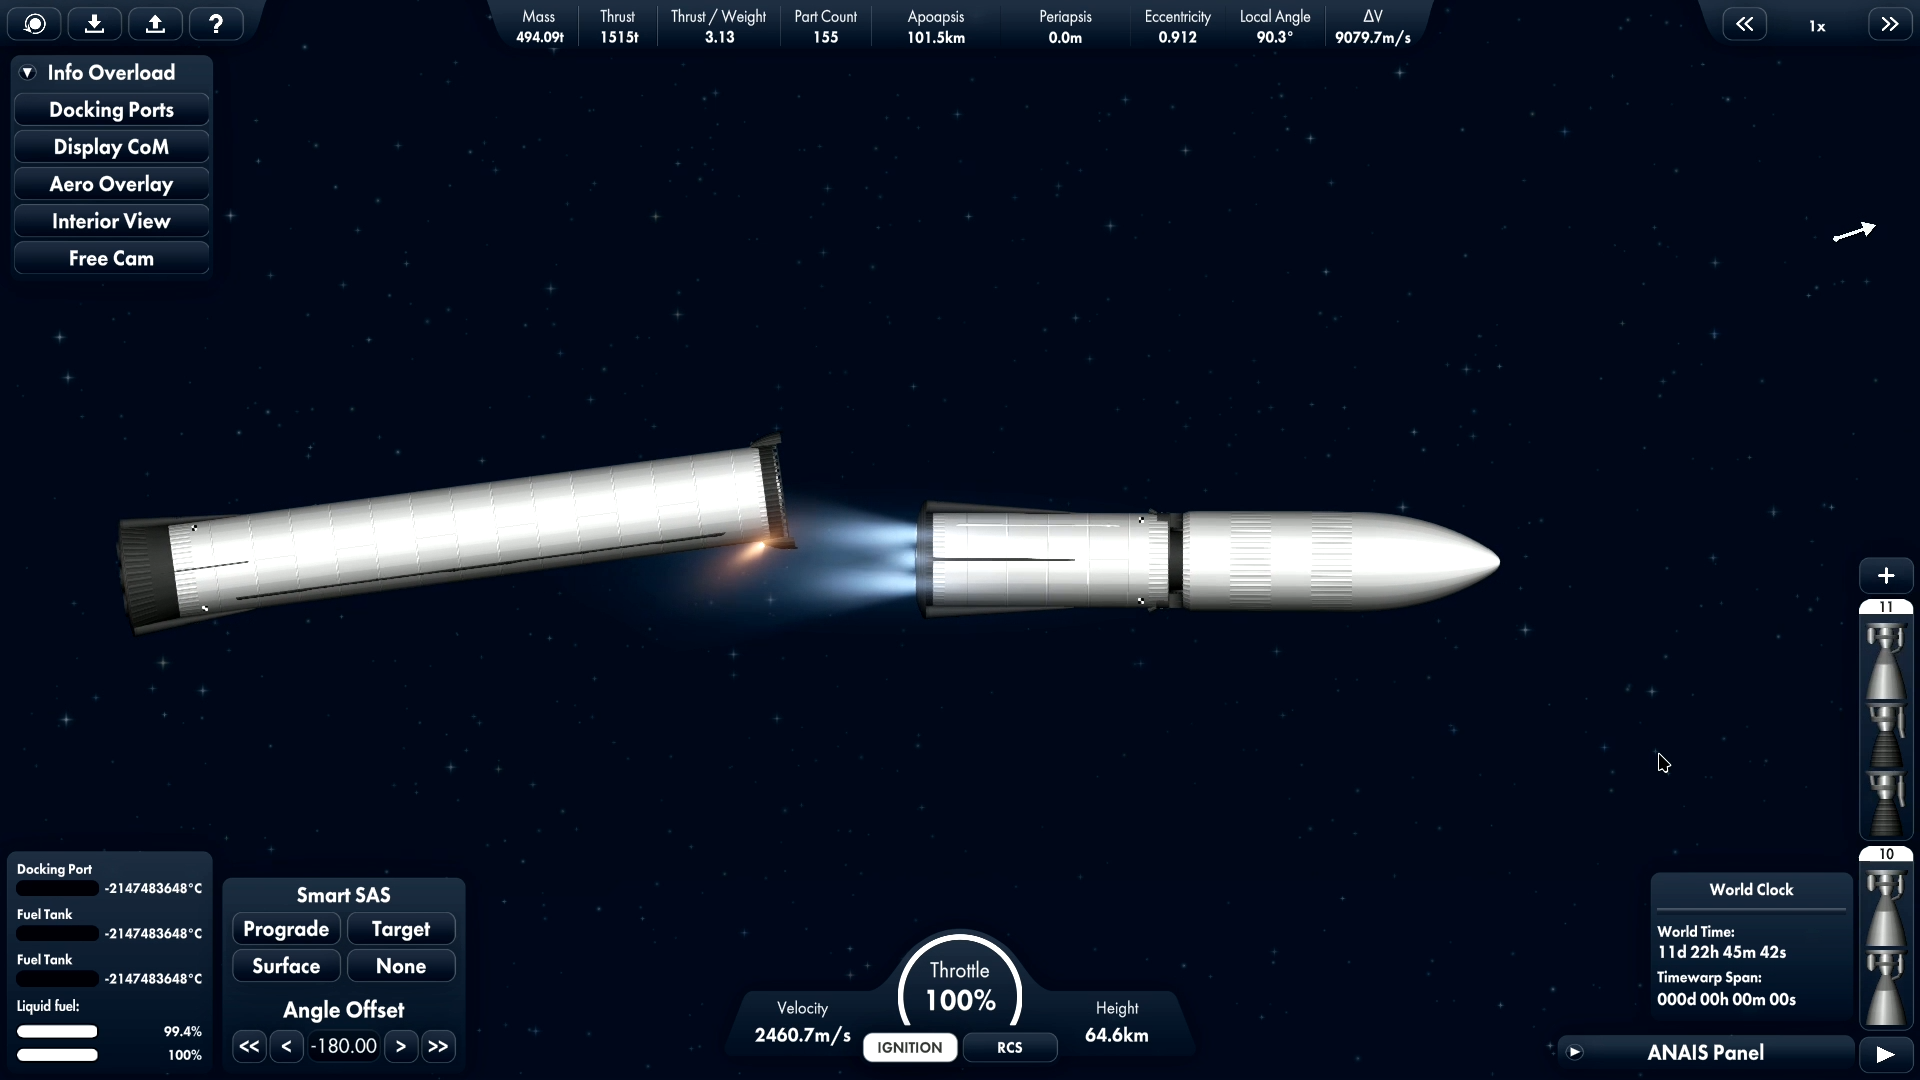 ?
Mass
494.09t
Thrust
1515t
Thrust / Weight
3.13
Part Count
155
Apoapsis
101.5km
Periapsis
0.0m
Eccentricity
0.912
Local Angle
90.3°
ΔV
9079.7m/s
1x
Info Overload
Docking Ports
Display CoM
Aero Overlay
Interior View
Free Cam
+
11
10
Docking Port
-2147483648°C
Fuel Tank
-2147483648°C
Fuel Tank
-2147483648°C
Liquid fuel:
99.4%
100%
Smart SAS
Prograde Target
Surface None
Angle Offset
<< < -180.00 > >>
Throttle
100%
Velocity
2460.7m/s
Height
64.6km
IGNITION RCS
World Clock
World Time:
11d 22h 45m 42s
Timewarp Span:
000d 00h 00m 00s
ANAIS Panel